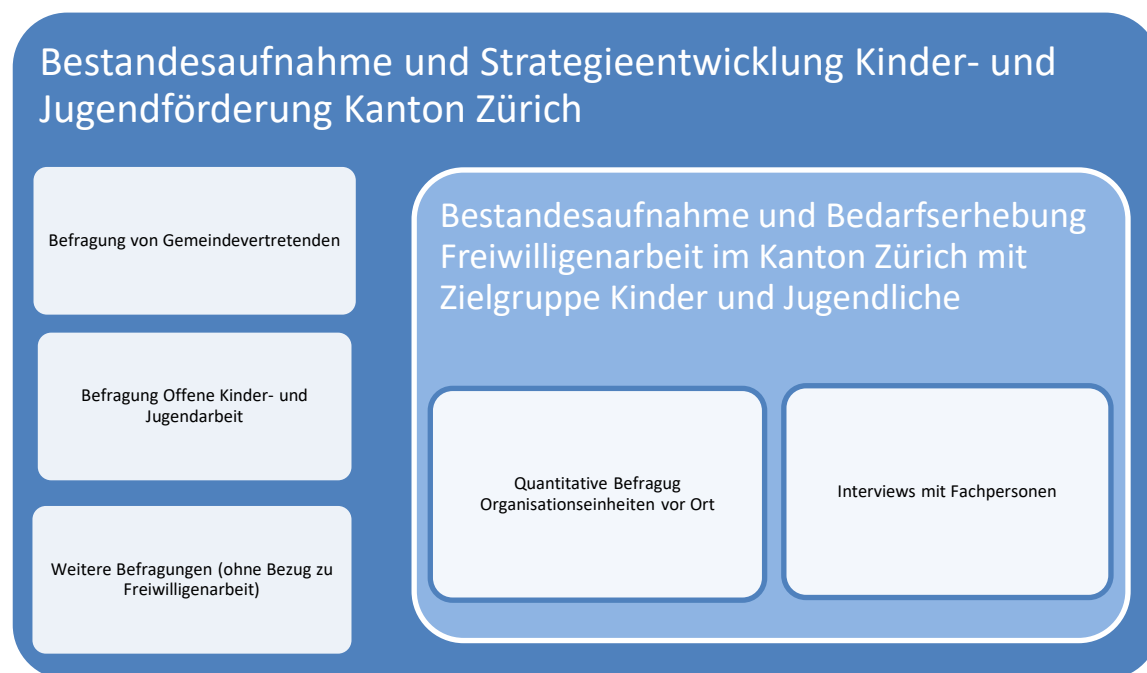 Bestandesaufnahme und Strategieentwicklung Kinder- und
Jugendförderung Kanton Zürich
Befragung von Gemeindevertretenden
Befragung Offene Kinder- und
Jugendarbeit
Weitere Befragungen (ohne Bezug zu
Freiwilligenarbeit)
Bestandesaufnahme und Bedarfserhebung
Freiwilligenarbeit im Kanton Zürich mit
Zielgruppe Kinder und Jugendliche
Quantitative Befragug
Organisationseinheiten vor Ort
Interviews mit Fachpersonen